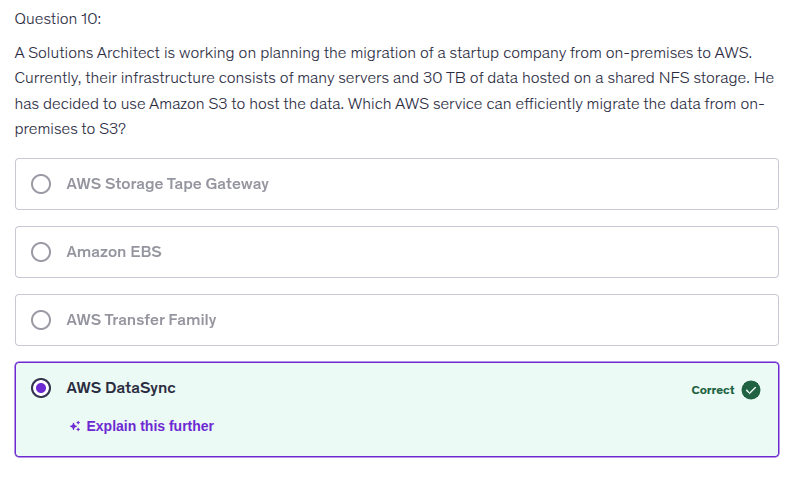 Question 10:
A Solutions Architect is working on planning the migration of a startup company from on-premises to AWS.
Currently, their infrastructure consists of many servers and 30 TB of data hosted on a shared NFS storage. He
has decided to use Amazon S3 to host the data. Which AWS service can efficiently migrate the data from on-
premises to S3?
AWS Storage Tape Gateway
Amazon EBS
AWS Transfer Family
AWS DataSync
Correct
Explain this further